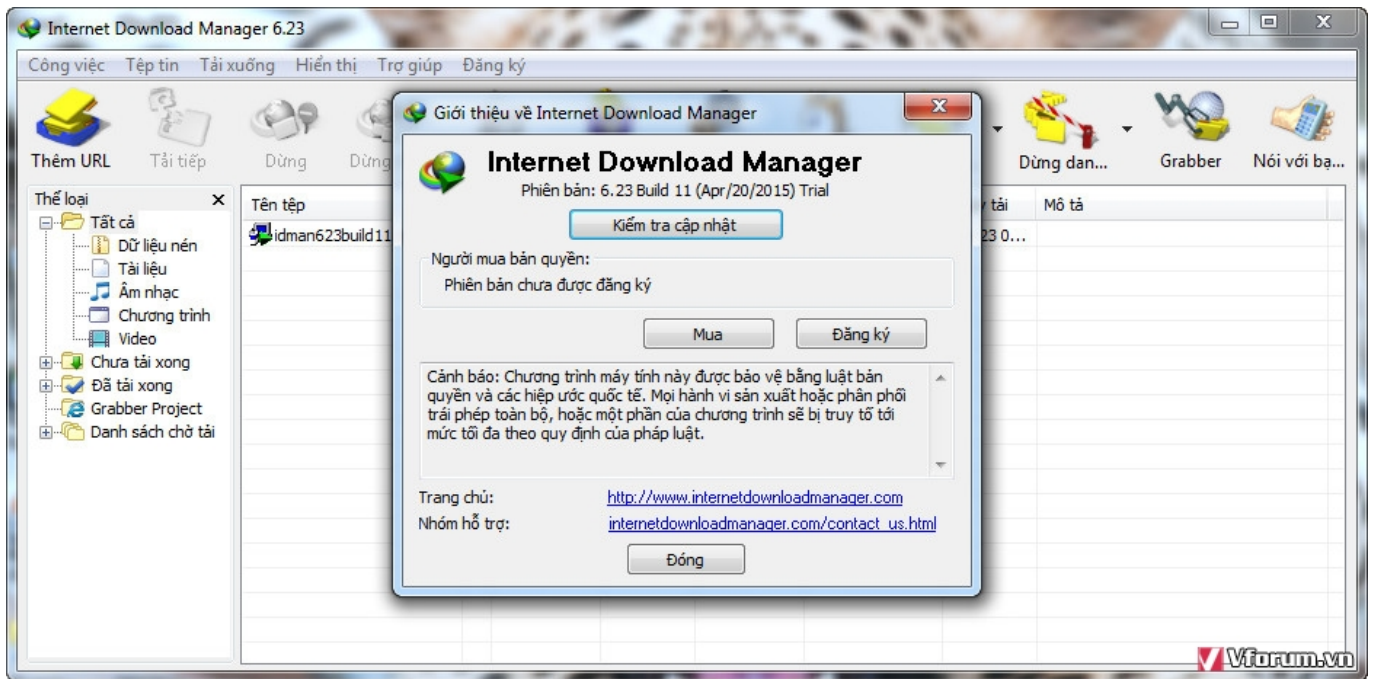 Internet Download Manager 6.23
Công việc Tệp tin Tải xuống Hiển thị Trợ giúp Đăng ký
Thêm URL Tải tiếp Dừng Dừng Dừng dan... Grabber Nói với bạ...
Thể loại
Tất cả
Dữ liệu nén
Tài liệu
Âm nhạc
Chương trình
Video
Chưa tải xong
Đã tải xong
Grabber Project
Danh sách chờ tải
Tên tệp tải Mô tả
idman623build11 23 0...
Giới thiệu về Internet Download Manager
Internet Download Manager
Phiên bản: 6.23 Build 11 (Apr/20/2015) Trial
Kiểm tra cập nhật
Người mua bản quyền:
Phiên bản chưa được đăng ký
Mua Đăng ký
Cảnh báo: Chương trình máy tính này được bảo vệ bằng luật bản
quyền và các hiệp ước quốc tế. Mọi hành vi sản xuất hoặc phân phối
trái phép toàn bộ, hoặc một phần của chương trình sẽ bị truy tố tới
mức tối đa theo quy định của pháp luật.
Trang chủ: http://www.internetdownloadmanager.com
Nhóm hỗ trợ: internetdownloadmanager.com/contact_us.html
Đóng
Vforum.vn